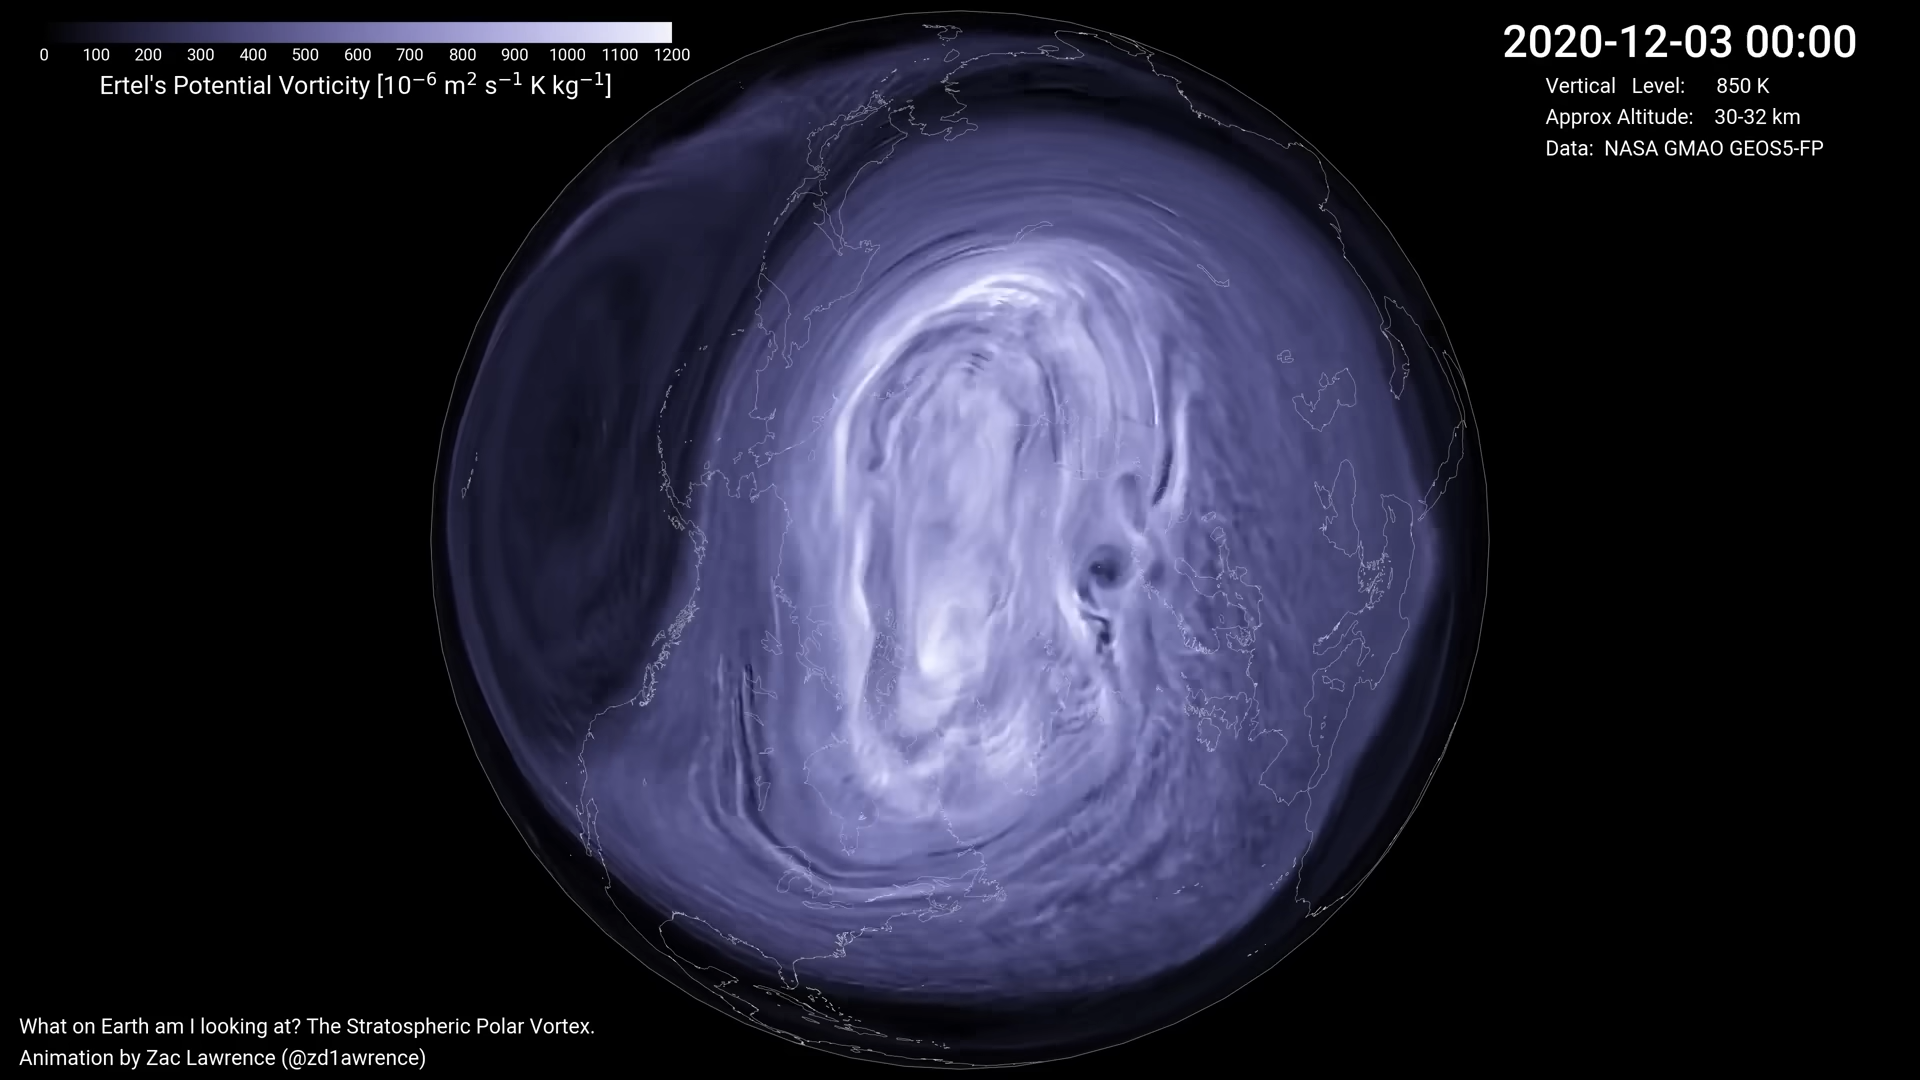 0 100 200 300 400 500 600 700 800 900 1000 1100 1200
Ertel's Potential Vorticity [10⁻⁶ m² s⁻¹ K kg⁻¹]
2020-12-03 00:00
Vertical Level: 850 K
Approx Altitude: 30-32 km
Data: NASA GMAO GEOS5-FP
What on Earth am I looking at? The Stratospheric Polar Vortex.
Animation by Zac Lawrence (@zd1awrence)